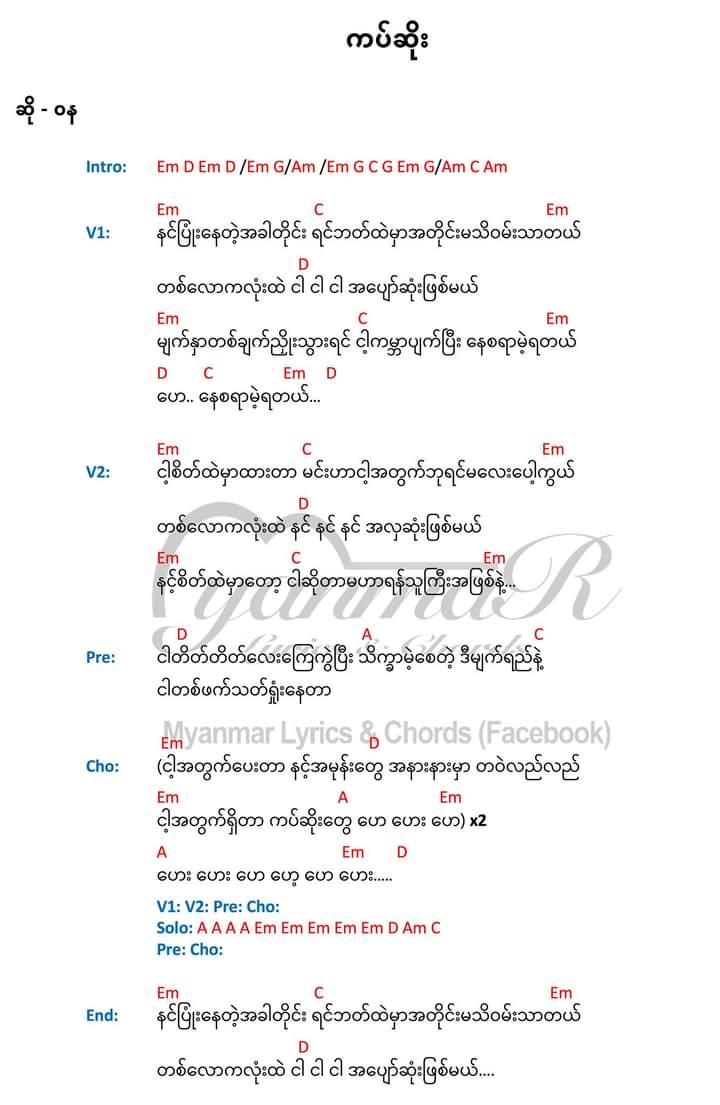 ကပ်ဆိုး
ဆို - ဝန
Intro: Em D Em D /Em G/Am /Em G C G Em G/Am C Am
Em C Em
V1: နင်ပြုံးနေတဲ့အခါတိုင်း ရင်ဘတ်ထဲမှာအတိုင်းမသိဝမ်းသာတယ်
D
တစ်လောကလုံးထဲ ငါ ငါ ငါ အပျော်ဆုံးဖြစ်မယ်
Em C Em
မျက်နှာတစ်ချက်ညှိုးသွားရင် ငါ့ကမ္ဘာပျက်ပြီး နေစရာမဲ့ရတယ်
D C Em D
ဟေ.. နေစရာမဲ့ရတယ်...
Em C Em
V2: ငါ့စိတ်ထဲမှာထားတာ မင်းဟာငါ့အတွက်ဘုရင်မလေးပေါ့ကွယ်
D
တစ်လောကလုံးထဲ နင် နင် နင် အလှဆုံးဖြစ်မယ်
Em C Em
နင့်စိတ်ထဲမှာတော့ ငါဆိုတာမဟာရန်သူကြီးအဖြစ်နဲ့...
D A C
Pre: ငါတိတ်တိတ်လေးကြေကွဲပြီး သိက္ခာမဲ့စေတဲ့ ဒီမျက်ရည်နဲ့
ငါတစ်ဖက်သတ်ရှုံးနေတာ
Myanmar Lyrics & Chords (Facebook)
Em D
Cho: (ငါ့အတွက်ပေးတာ နင့်အမုန်းတွေ အနားနားမှာ တဝဲလည်လည်
Em A Em
ငါ့အတွက်ရှိတာ ကပ်ဆိုးတွေ ဟေ ဟေး ဟေ) x2
A Em D
ဟေး ဟေး ဟေ ဟေ့ ဟေ ဟေး.....
V1: V2: Pre: Cho:
Solo: A A A A Em Em Em Em Em D Am C
Pre: Cho:
Em C Em
End: နင်ပြုံးနေတဲ့အခါတိုင်း ရင်ဘတ်ထဲမှာအတိုင်းမသိဝမ်းသာတယ်
D
တစ်လောကလုံးထဲ ငါ ငါ ငါ အပျော်ဆုံးဖြစ်မယ်....